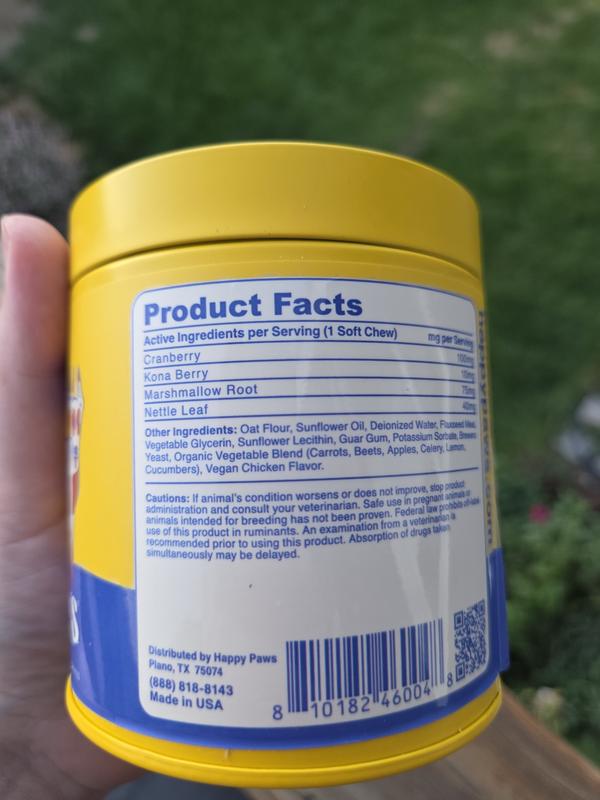 Product Facts
Active Ingredients per Serving (1 Soft Chew) mg per Serving
Cranberry 100mg
Kona Berry 10mg
Marshmallow Root 75mg
Nettle Leaf 40mg
Other Ingredients: Oat Flour, Sunflower Oil, Deionized Water, Flaxseed Meal,
Vegetable Glycerin, Sunflower Lecithin, Guar Gum, Potassium Sorbate, Brewers
Yeast, Organic Vegetable Blend (Carrots, Beets, Apples, Celery, Lemon,
Cucumbers), Vegan Chicken Flavor.
Cautions: If animal's condition worsens or does not improve, stop product
administration and consult your veterinarian. Safe use in pregnant animals or
animals intended for breeding has not been proven. Federal law prohibits off-label
use of this product in ruminants. An examination from a veterinarian is
recommended prior to using this product. Absorption of drugs taken
simultaneously may be delayed.
Distributed by Happy Paws
Plano, TX 75074
(888) 818-8143
Made in USA
8 10182 46004 8